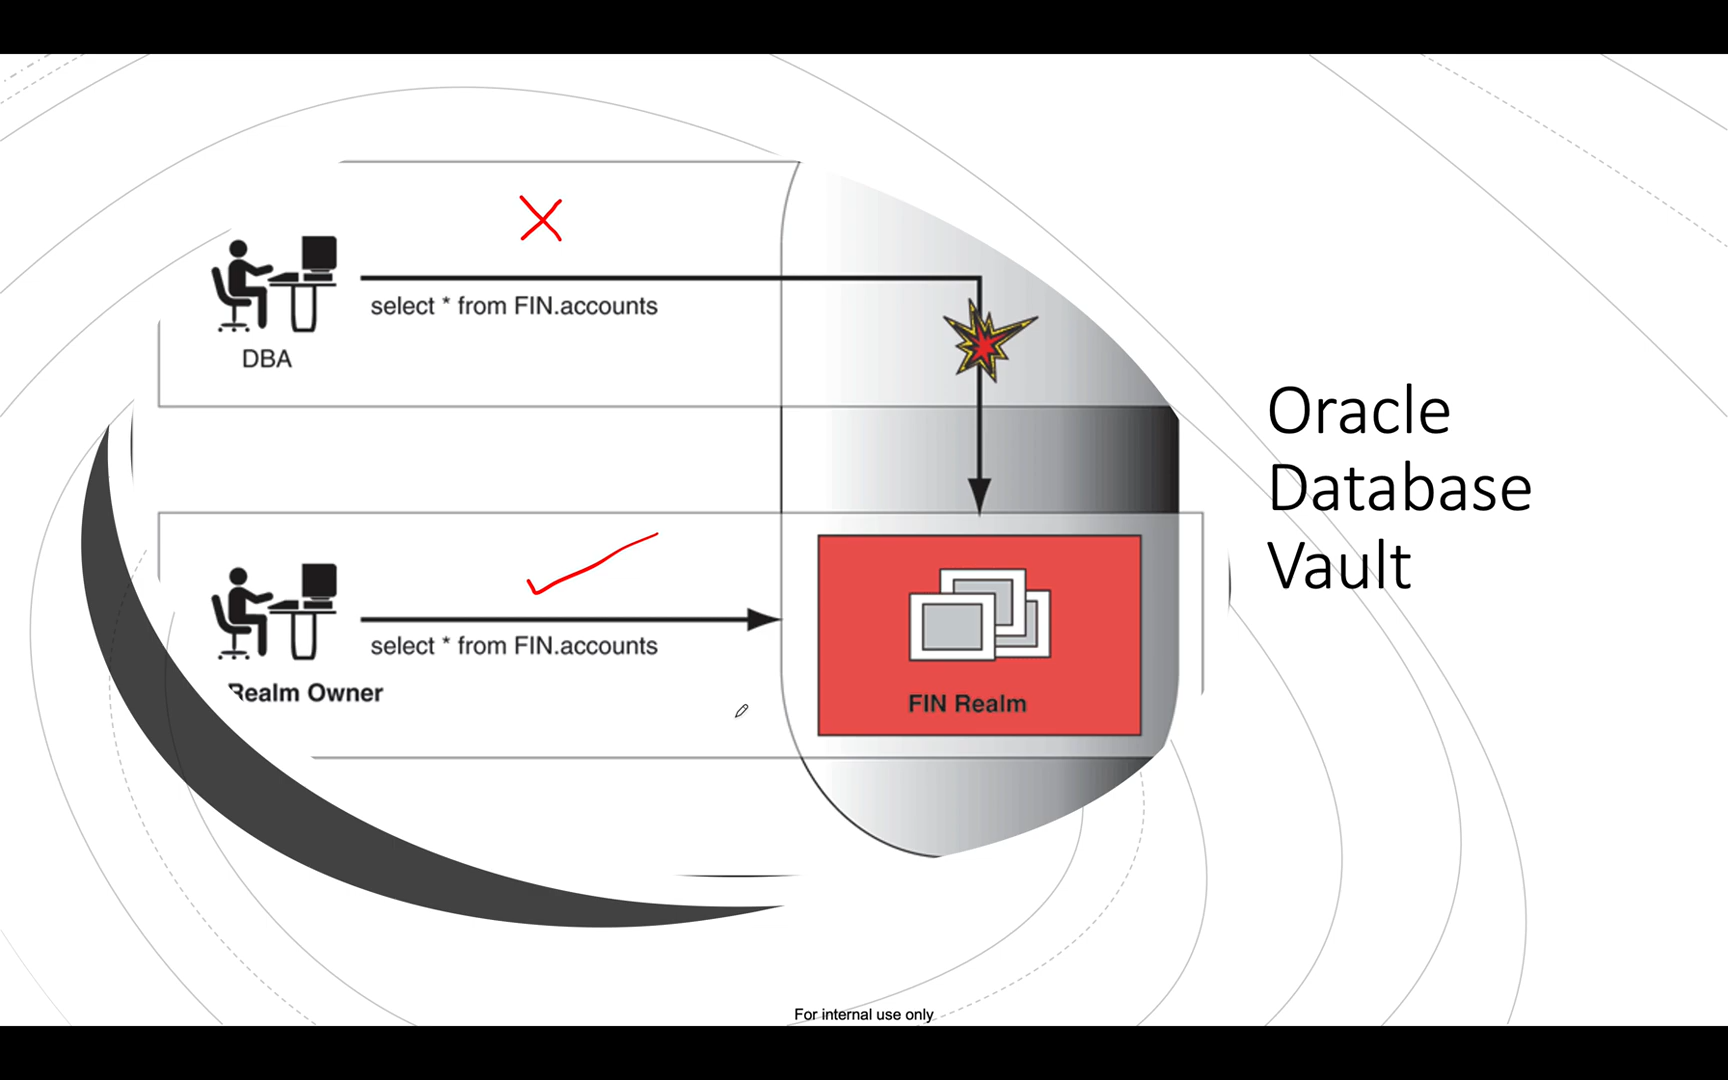 select * from FIN.accounts
DBA
Oracle
Database
Vault
select * from FIN.accounts
Realm Owner
FIN Realm
For internal use only